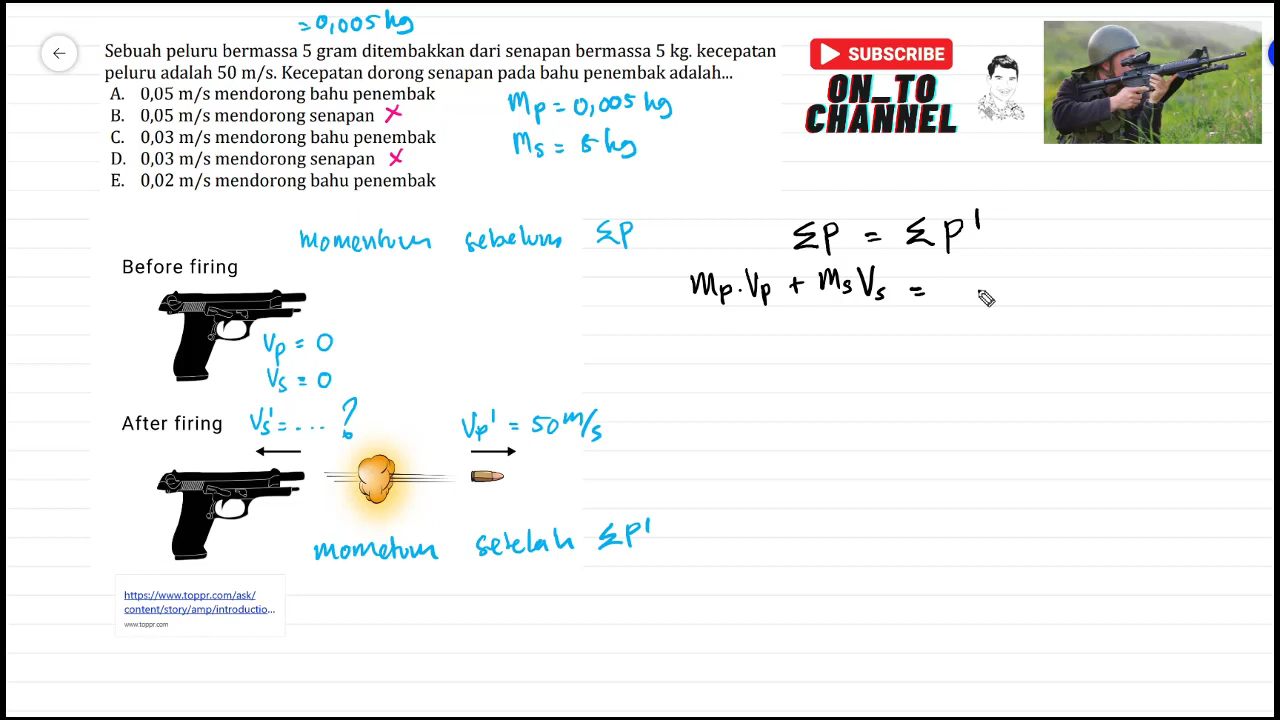 = 0,005 kg
Sebuah peluru bermassa 5 gram ditembakkan dari senapan bermassa 5 kg. kecepatan
peluru adalah 50 m/s. Kecepatan dorong senapan pada bahu penembak adalah...
A. 0,05 m/s mendorong bahu penembak
B. 0,05 m/s mendorong senapan ×
C. 0,03 m/s mendorong bahu penembak
D. 0,03 m/s mendorong senapan ×
E. 0,02 m/s mendorong bahu penembak
mp = 0,005 kg
ms = 5 kg
SUBSCRIBE
ON_TO
CHANNEL
momentum sebelum ΣP
Before firing
Vp = 0
Vs = 0
After firing
Vs' = ... ?
Vp' = 50 m/s
mometum setelah ΣP'
https://www.toppr.com/ask/
content/story/amp/introductio...
www.toppr.com
ΣP = ΣP'
mp.Vp + ms Vs =